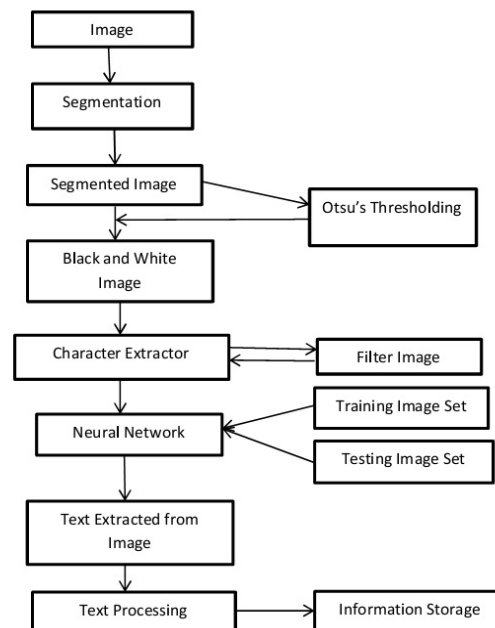 Image
Segmentation
Segmented Image
Otsu's Thresholding
Black and White
Image
Character Extractor
Filter Image
Training Image Set
Neural Network
Testing Image Set
Text Extracted from
Image
Text Processing
Information Storage